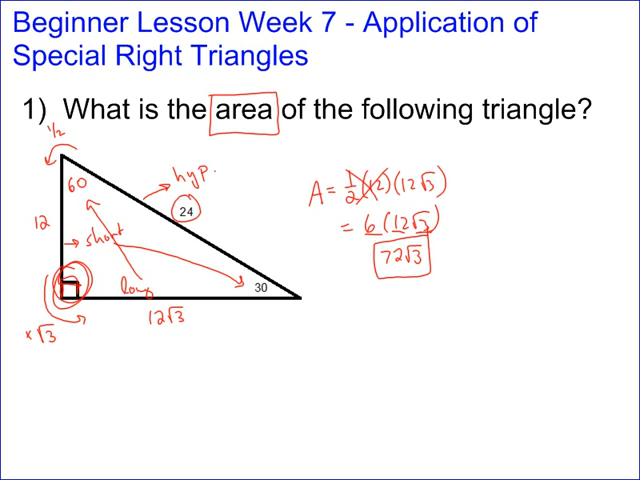 Beginner Lesson Week 7 - Application of
Special Right Triangles
1) What is the area of the following triangle?
1/2
60
hyp.
24
12
short
long
30
12√3
x√3
A = 1/2(12)(12√3)
= 6(12√3)
72√3